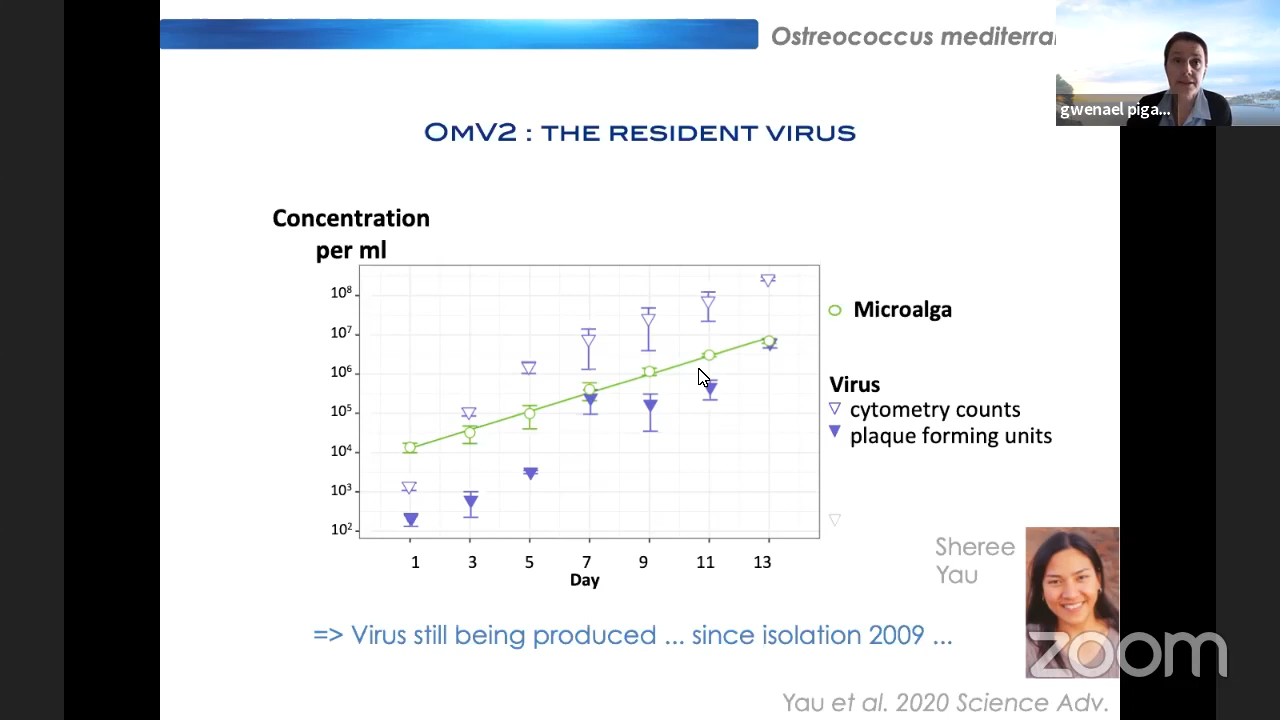 Ostreococcus mediterra
gwenael piga...
OmV2 : THE RESIDENT VIRUS
Concentration
per ml
10⁸
10⁷
10⁶
10⁵
10⁴
10³
10²
1 3 5 7 9 11 13
Day
Microalga
Virus
cytometry counts
plaque forming units
Sheree
Yau
=> Virus still being produced ... since isolation 2009 ...
zoom
Yau et al. 2020 Science Adv.